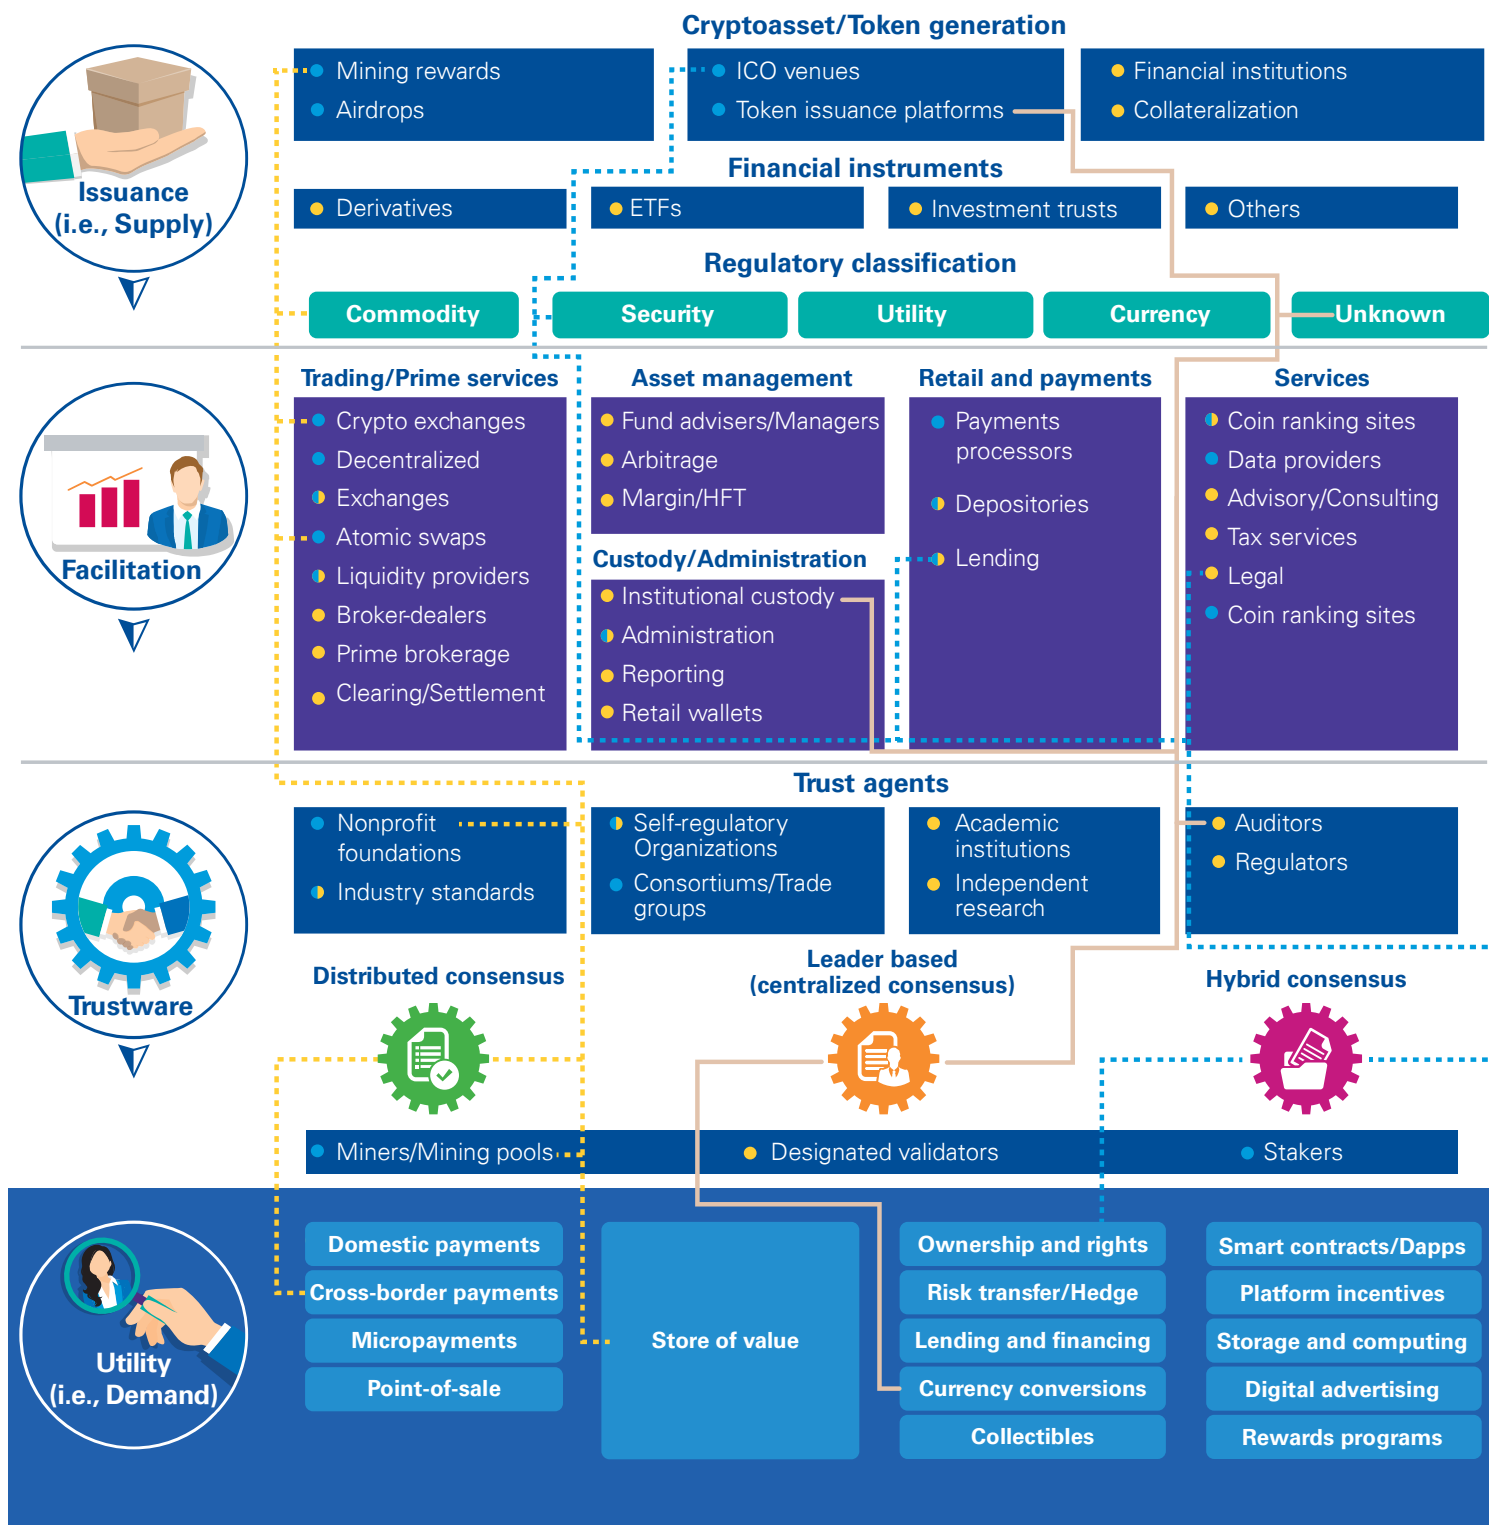 Cryptoasset/Token generation
Mining rewards
Airdrops
ICO venues
Token issuance platforms
Financial institutions
Collateralization
Issuance
(i.e., Supply)
Financial instruments
Derivatives
ETFs
Investment trusts
Others
Regulatory classification
Commodity
Security
Utility
Currency
Unknown
Facilitation
Trading/Prime services
Crypto exchanges
Decentralized
Exchanges
Atomic swaps
Liquidity providers
Broker-dealers
Prime brokerage
Clearing/Settlement
Asset management
Fund advisers/Managers
Arbitrage
Margin/HFT
Custody/Administration
Institutional custody
Administration
Reporting
Retail wallets
Retail and payments
Payments
processors
Depositories
Lending
Services
Coin ranking sites
Data providers
Advisory/Consulting
Tax services
Legal
Coin ranking sites
Trustware
Trust agents
Nonprofit
foundations
Industry standards
Self-regulatory
Organizations
Consortiums/Trade
groups
Academic
institutions
Independent
research
Auditors
Regulators
Distributed consensus
Leader based
(centralized consensus)
Hybrid consensus
Miners/Mining pools
Designated validators
Stakers
Utility
(i.e., Demand)
Domestic payments
Cross-border payments
Micropayments
Point-of-sale
Store of value
Ownership and rights
Risk transfer/Hedge
Lending and financing
Currency conversions
Collectibles
Smart contracts/Dapps
Platform incentives
Storage and computing
Digital advertising
Rewards programs